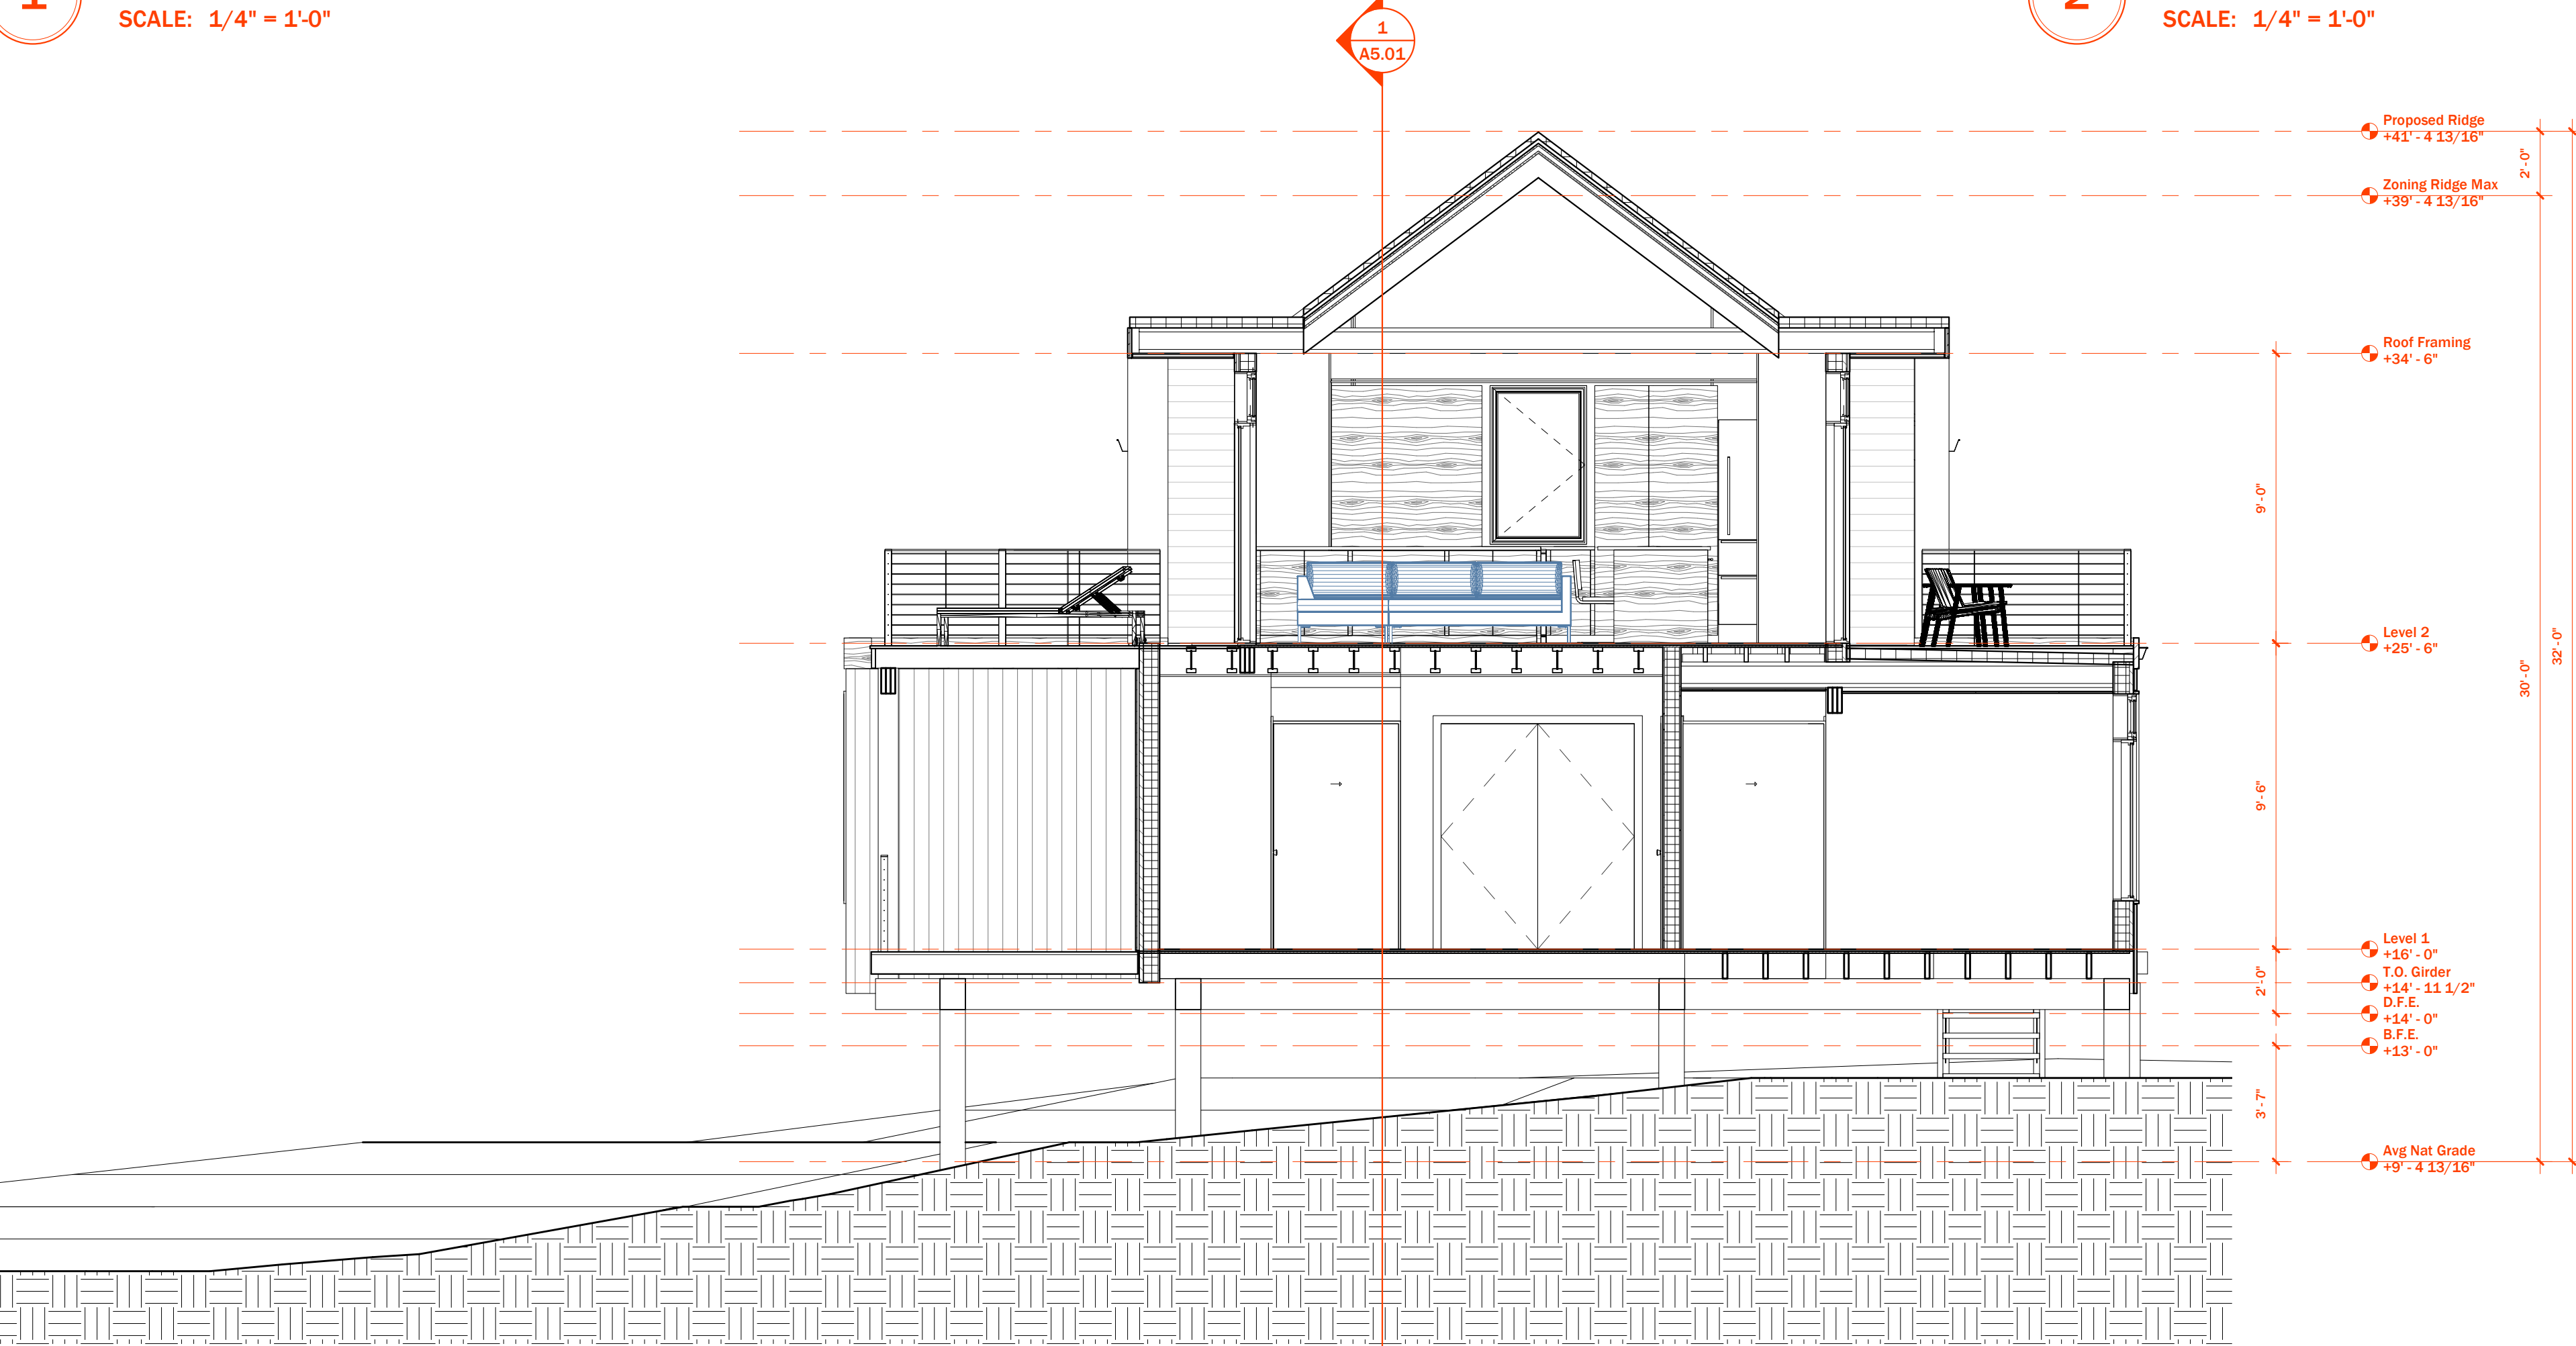 1
SCALE: 1/4" = 1'-0"
1
A5.01
2
SCALE: 1/4" = 1'-0"
Proposed Ridge
+41' - 4 13/16"
2' - 0"
Zoning Ridge Max
+39' - 4 13/16"
Roof Framing
+34' - 6"
9' - 0"
Level 2
+25' - 6"
30' - 0"
32' - 0"
9' - 6"
Level 1
+16' - 0"
2' - 0"
T.O. Girder
+14' - 11 1/2"
D.F.E.
+14' - 0"
B.F.E.
+13' - 0"
3' - 7"
Avg Nat Grade
+9' - 4 13/16"